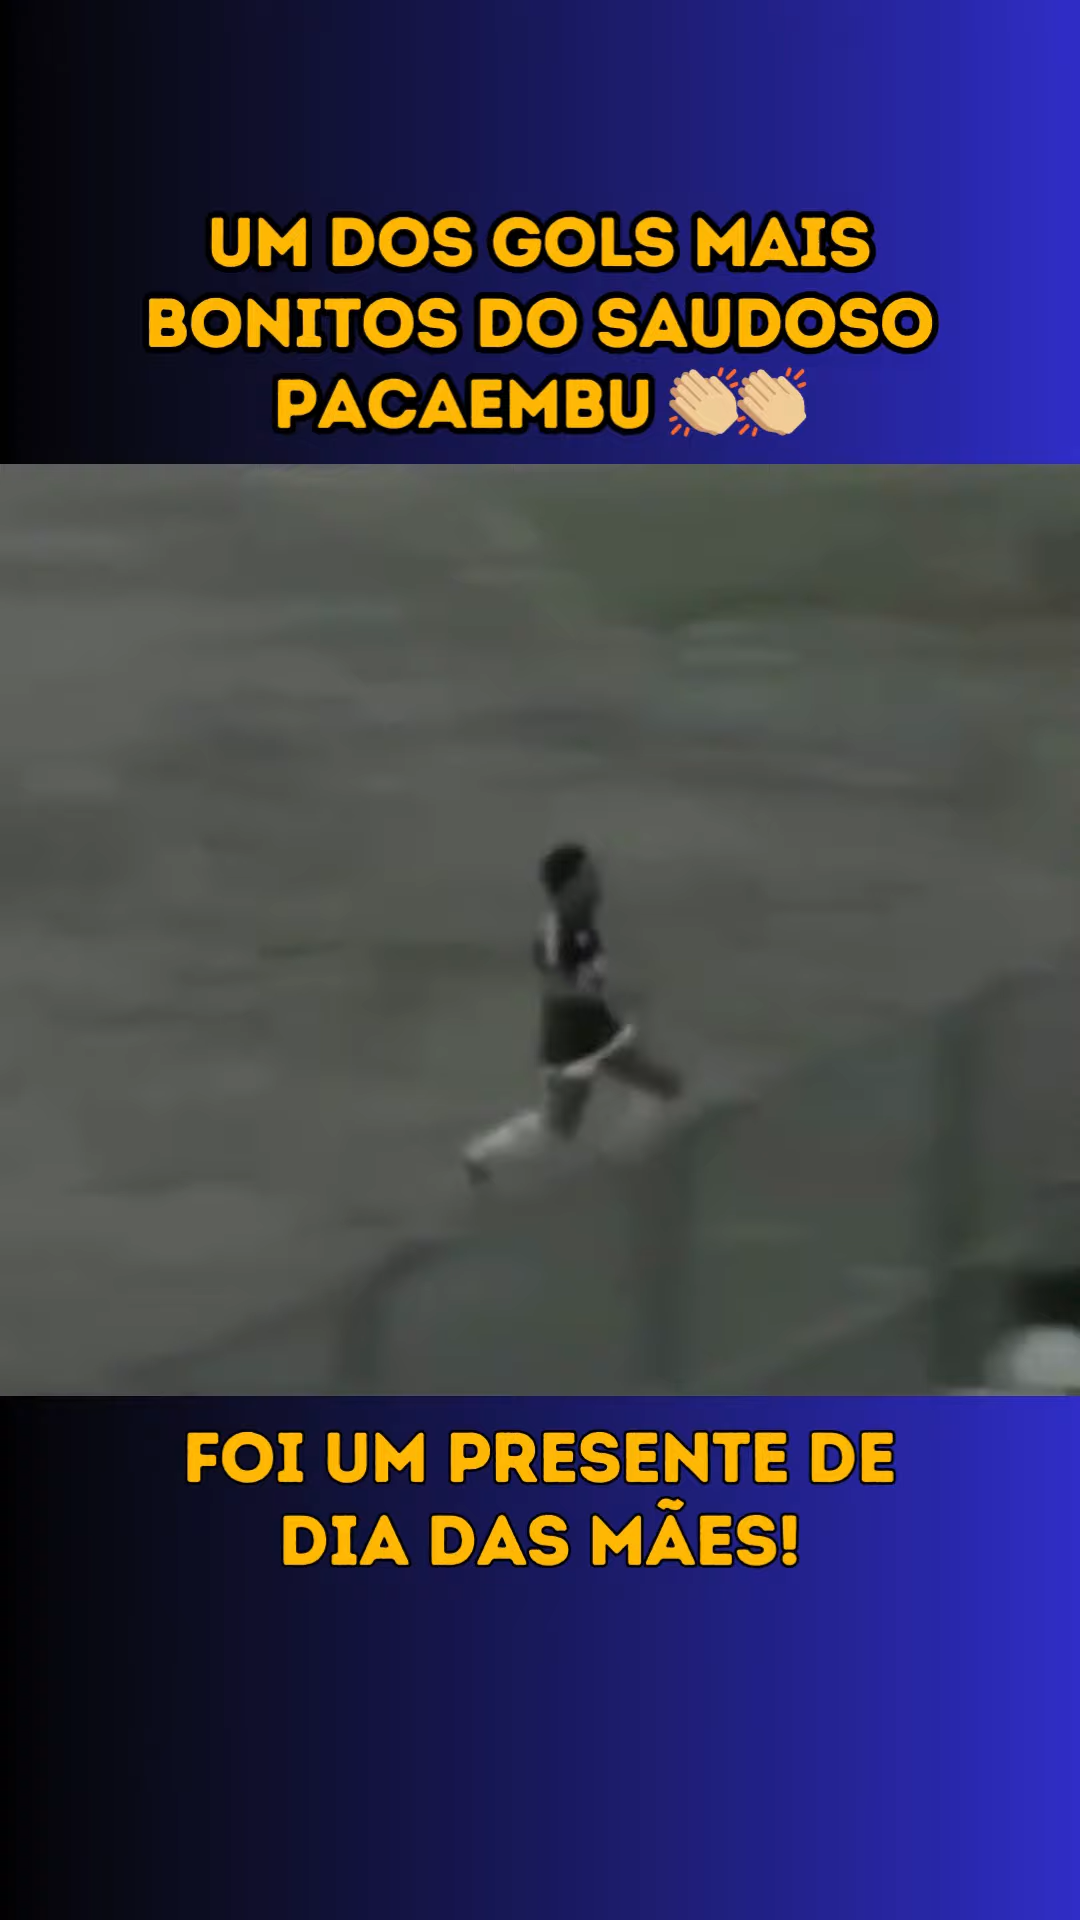 UM DOS GOLS MAIS
BONITOS DO SAUDOSO
PACAEMBU 👏🏼👏🏼
FOI UM PRESENTE DE
DIA DAS MÃES!